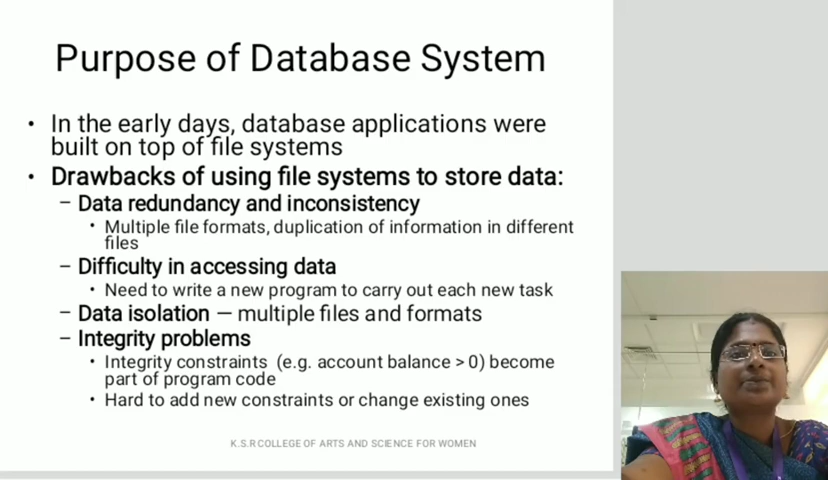 Purpose of Database System
• In the early days, database applications were
built on top of file systems
• Drawbacks of using file systems to store data:
– Data redundancy and inconsistency
• Multiple file formats, duplication of information in different
files
– Difficulty in accessing data
• Need to write a new program to carry out each new task
– Data isolation — multiple files and formats
– Integrity problems
• Integrity constraints (e.g. account balance > 0) become
part of program code
• Hard to add new constraints or change existing ones
K.S.R COLLEGE OF ARTS AND SCIENCE FOR WOMEN